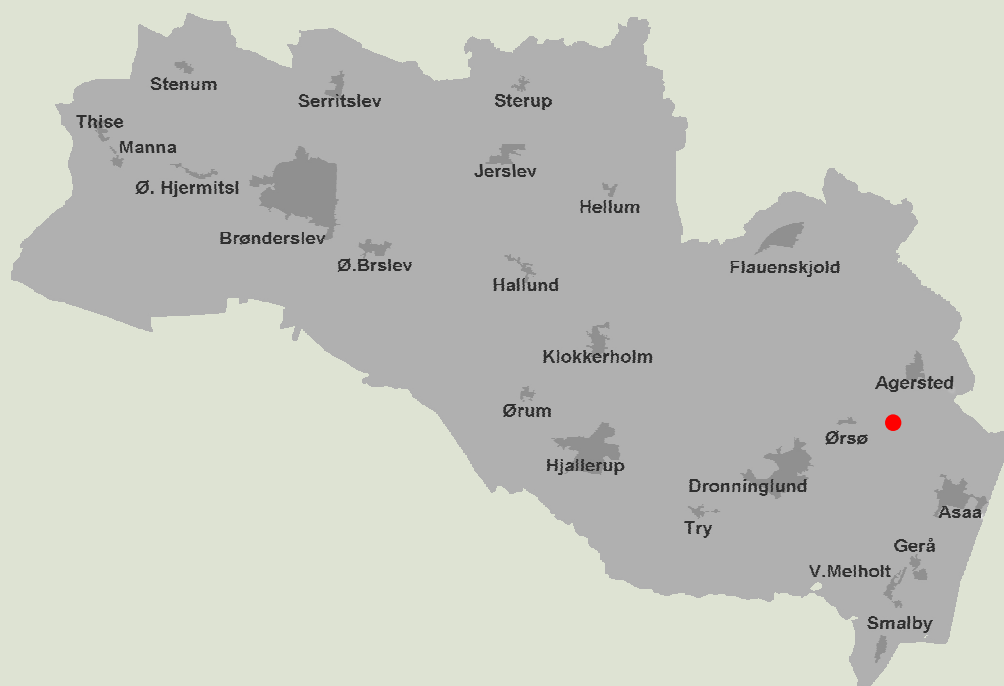 Stenum
Serritslev
Sterup
Thise
Manna
Jerslev
Ø. Hjermitsl
Hellum
Brønderslev
Ø.Brslev
Flauenskjold
Hallund
Klokkerholm
Agersted
Ørum
Ørsø
Hjallerup
Dronninglund
Asaa
Try
Gerå
V.Melholt
Smalby